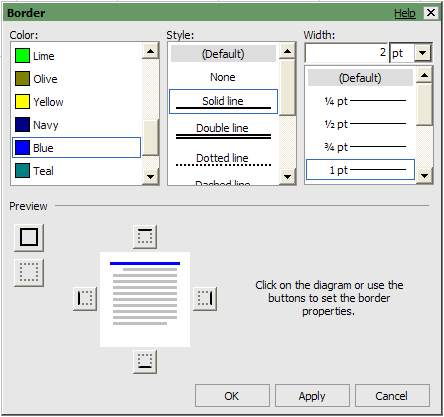 Border Help
Color: Style: Width:
Lime
Olive
Yellow
Navy
Blue
Teal
(Default)
None
Solid line
Double line
Dotted line
Dashed line
2 pt
(Default)
¼ pt
½ pt
¾ pt
1 pt
Preview
Click on the diagram or use the
buttons to set the border
properties.
OK Apply Cancel